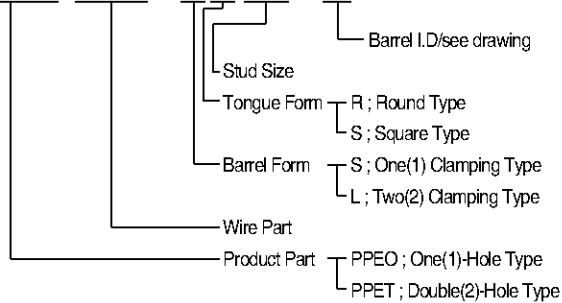 Barrel I.D/see drawing
Stud Size
Tongue Form R ; Round Type
S ; Square Type
Barrel Form S ; One(1) Clamping Type
L ; Two(2) Clamping Type
Wire Part
Product Part PPEO ; One(1)-Hole Type
PPET ; Double(2)-Hole Type